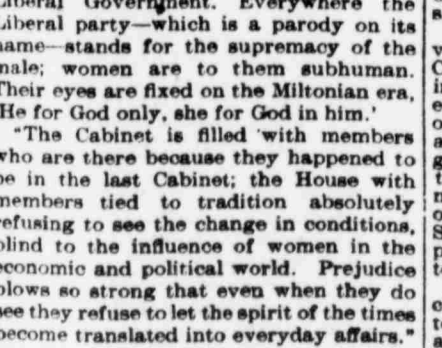 Liberal Government. Everywhere the
Liberal party—which is a parody on its
name—stands for the supremacy of the
male; women are to them subhuman.
Their eyes are fixed on the Miltonian era,
'He for God only, she for God in him.'
"The Cabinet is filled with members
who are there because they happened to
be in the last Cabinet; the House with
members tied to tradition absolutely
refusing to see the change in conditions,
blind to the influence of women in the
economic and political world. Prejudice
blows so strong that even when they do
see they refuse to let the spirit of the times
become translated into everyday affairs."